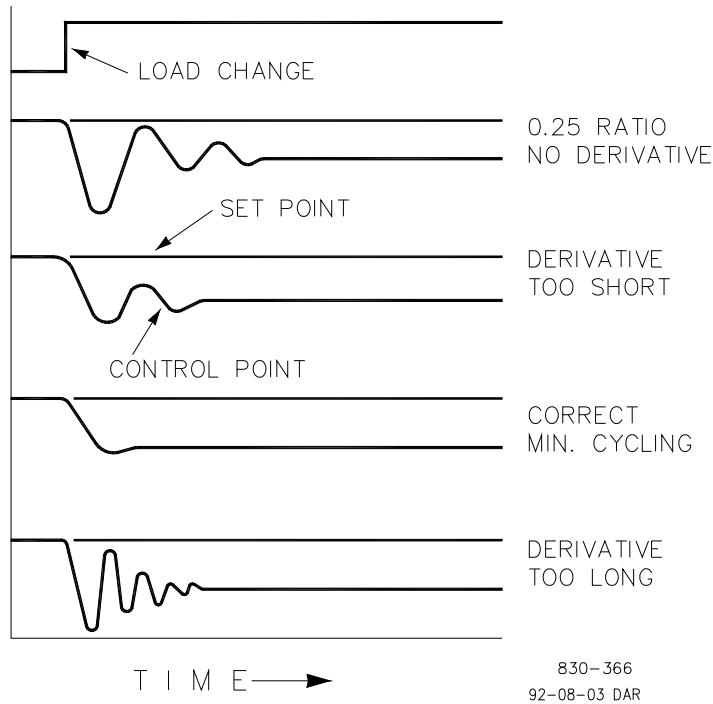 LOAD CHANGE
0.25 RATIO
NO DERIVATIVE
SET POINT
DERIVATIVE
TOO SHORT
CONTROL POINT
CORRECT
MIN. CYCLING
DERIVATIVE
TOO LONG
TIME
830-366
92-08-03 DAR